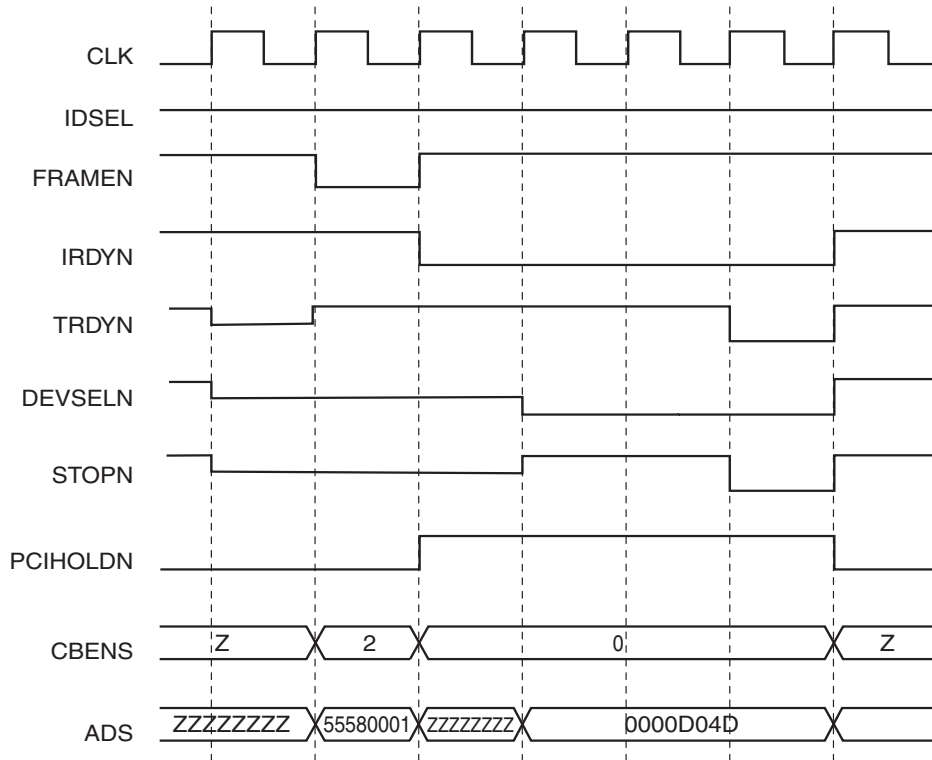 CLK
IDSEL
FRAMEN
IRDYN
TRDYN
DEVSELN
STOPN
PCIHOLDN
CBENS Z 2 0 Z
ADS ZZZZZZZZ 55580001 ZZZZZZZZ 0000D04D